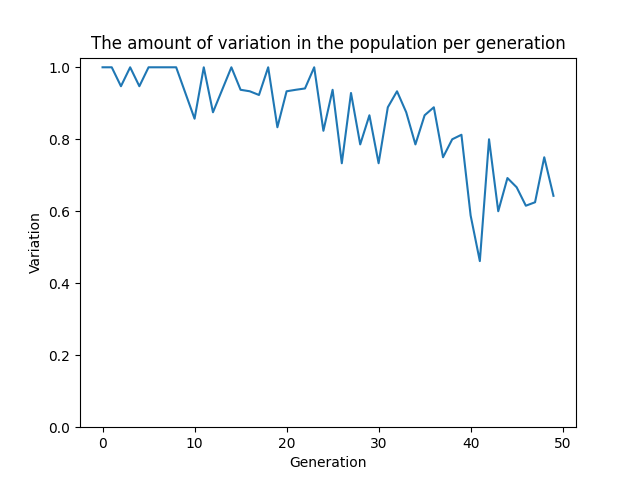 The amount of variation in the population per generation
1.0
0.8
0.6
0.4
0.2
0.0
Variation
0 10 20 30 40 50
Generation